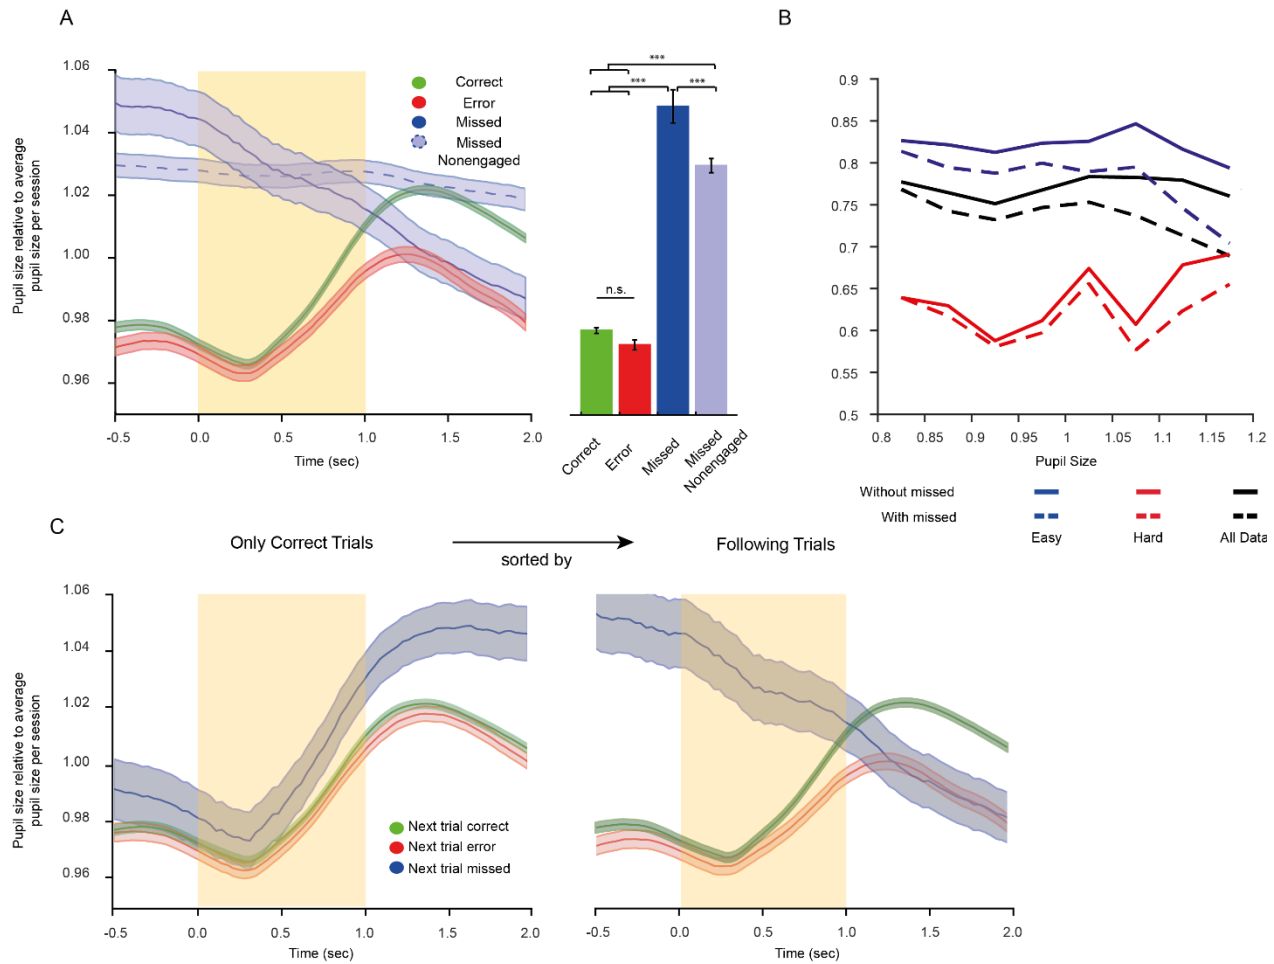 A
1.06
1.04
1.02
1.00
0.98
0.96
-0.5
0.0
0.5
1.0
1.5
2.0
Time (sec)
Pupil size relative to average
pupil size per session
Correct
Error
Missed
Missed
Nonengaged
***
***
***
n.s.
Correct
Error
Missed
Missed
Nonengaged
B
0.9
0.85
0.8
0.75
0.7
0.65
0.6
0.55
0.5
0.8
0.85
0.9
0.95
1
1.05
1.1
1.15
1.2
Pupil Size
Without missed
With missed
Easy
Hard
All Data
C
Only Correct Trials
sorted by
Following Trials
1.06
1.04
1.02
1.00
0.98
0.96
-0.5
0.0
0.5
1.0
1.5
2.0
Time (sec)
Pupil size relative to average
pupil size per session
Next trial correct
Next trial error
Next trial missed
-0.5
0.0
0.5
1.0
1.5
2.0
Time (sec)